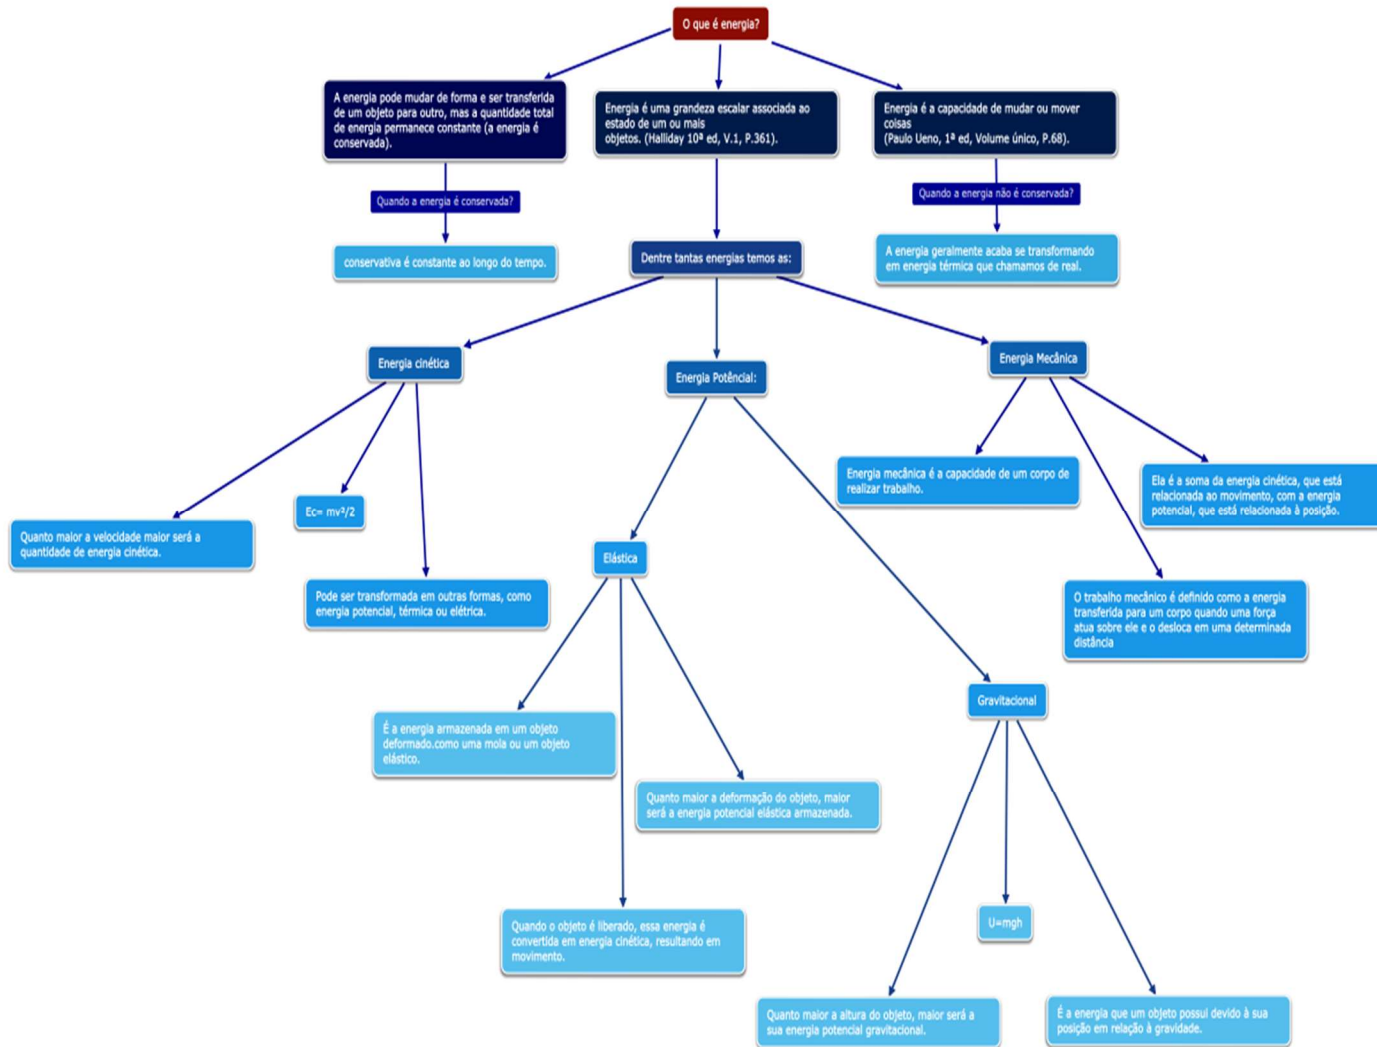 O que é energia?
A energia pode mudar de forma e ser transferida
de um objeto para outro, mas a quantidade total
de energia permanece constante (a energia é
conservada).
Energia é uma grandeza escalar associada ao
estado de um ou mais
objetos. (Halliday 10ª ed, V.1, P.361).
Energia é a capacidade de mudar ou mover
coisas
(Paulo Ueno, 1ª ed, Volume único, P.68).
Quando a energia é conservada?
Quando a energia não é conservada?
conservativa é constante ao longo do tempo.
Dentre tantas energias temos as:
A energia geralmente acaba se transformando
em energia térmica que chamamos de real.
Energia cinética
Energia Potêncial:
Energia Mecânica
Quanto maior a velocidade maior será a
quantidade de energia cinética.
Ec= mv²/2
Pode ser transformada em outras formas, como
energia potencial, térmica ou elétrica.
Energia mecânica é a capacidade de um corpo de
realizar trabalho.
Ela é a soma da energia cinética, que está
relacionada ao movimento, com a energia
potencial, que está relacionada à posição.
O trabalho mecânico é definido como a energia
transferida para um corpo quando uma força
atua sobre ele e o desloca em uma determinada
distância
Elástica
É a energia armazenada em um objeto
deformado.como uma mola ou um objeto
elástico.
Quanto maior a deformação do objeto, maior
será a energia potencial elástica armazenada.
Quando o objeto é liberado, essa energia é
convertida em energia cinética, resultando em
movimento.
Gravitacional
U=mgh
Quanto maior a altura do objeto, maior será a
sua energia potencial gravitacional.
É a energia que um objeto possui devido à sua
posição em relação à gravidade.